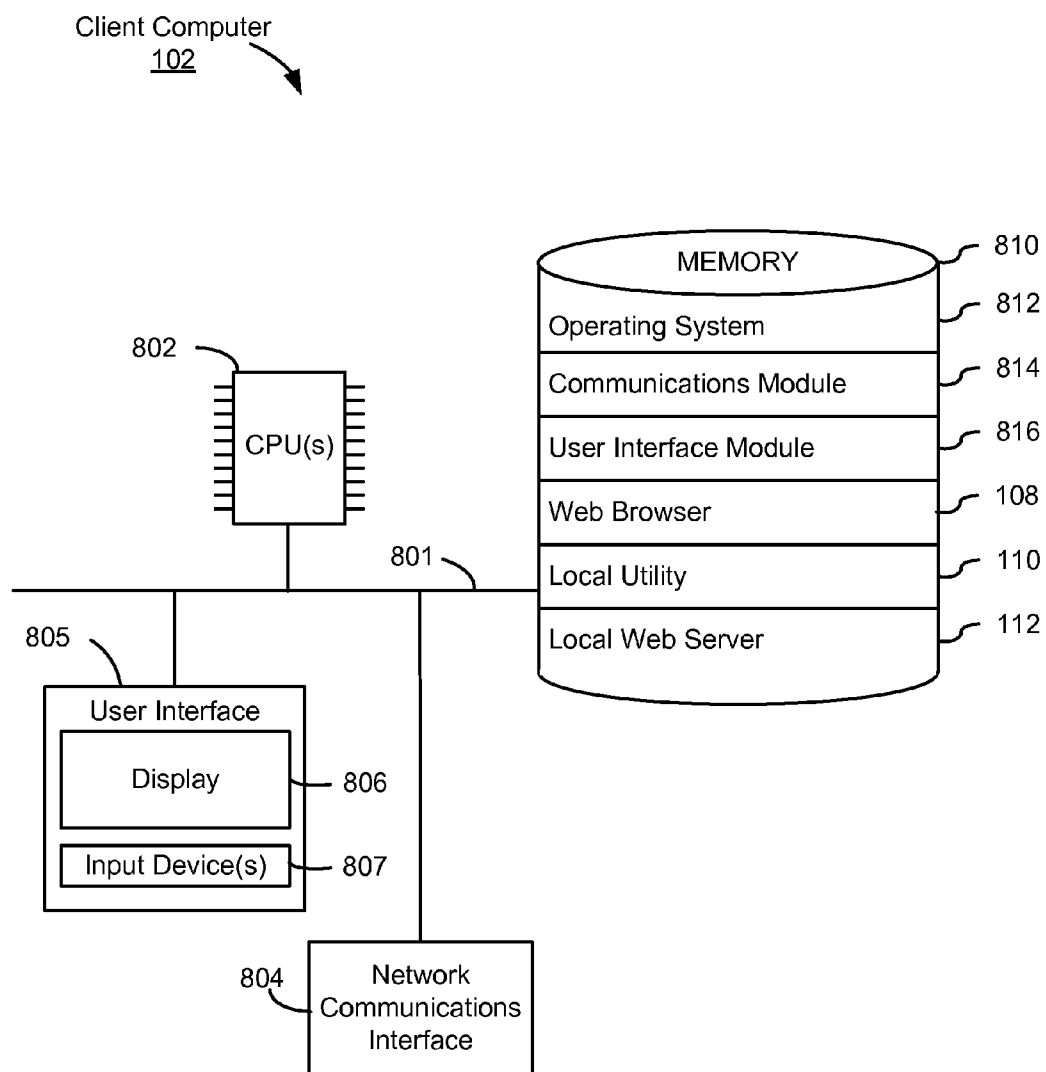 Client Computer
102
MEMORY
810
Operating System
812
Communications Module
814
User Interface Module
816
Web Browser
108
Local Utility
110
Local Web Server
112
802
CPU(s)
801
805
User Interface
Display
806
Input Device(s)
807
804
Network
Communications
Interface